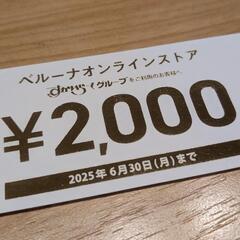 ベルーナオンラインストア
グループをご利用のお客様へ
¥2,000
2025年6月30日(月)まで